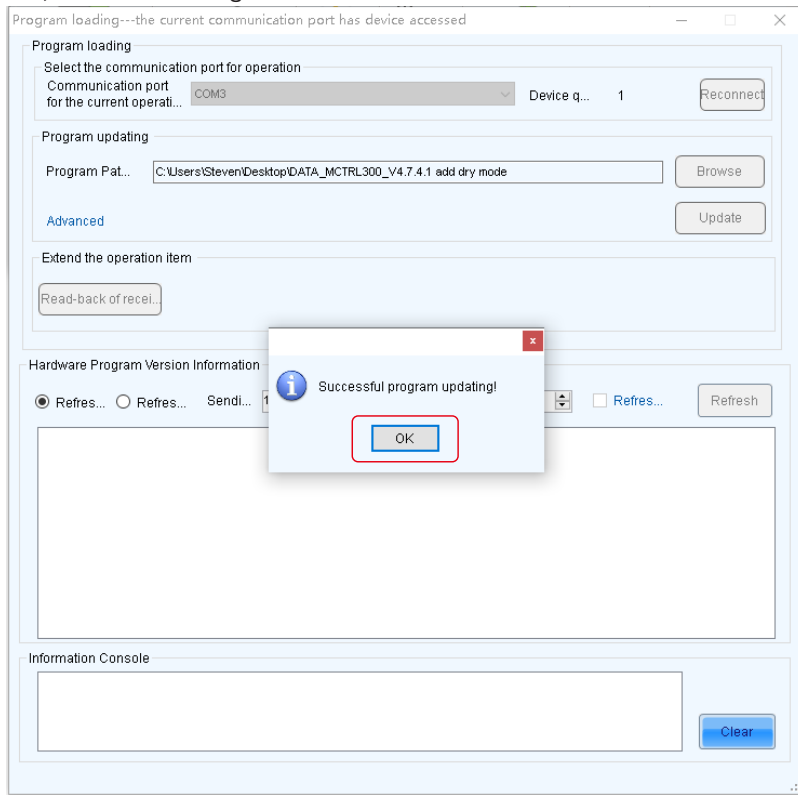 Program loading---the current communication port has device accessed
Program loading
Select the communication port for operation
Communication port
for the current operati...
COM3
Device q...
1
Reconnect
Program updating
Program Pat...
C:\Users\Steven\Desktop\DATA_MCTRL300_V4.7.4.1 add dry mode
Browse
Advanced
Update
Extend the operation item
Read-back of recei...
Hardware Program Version Information
Refres...
Refres...
Sendi...
1
Refres...
Refresh
x
Successful program updating!
OK
Information Console
Clear